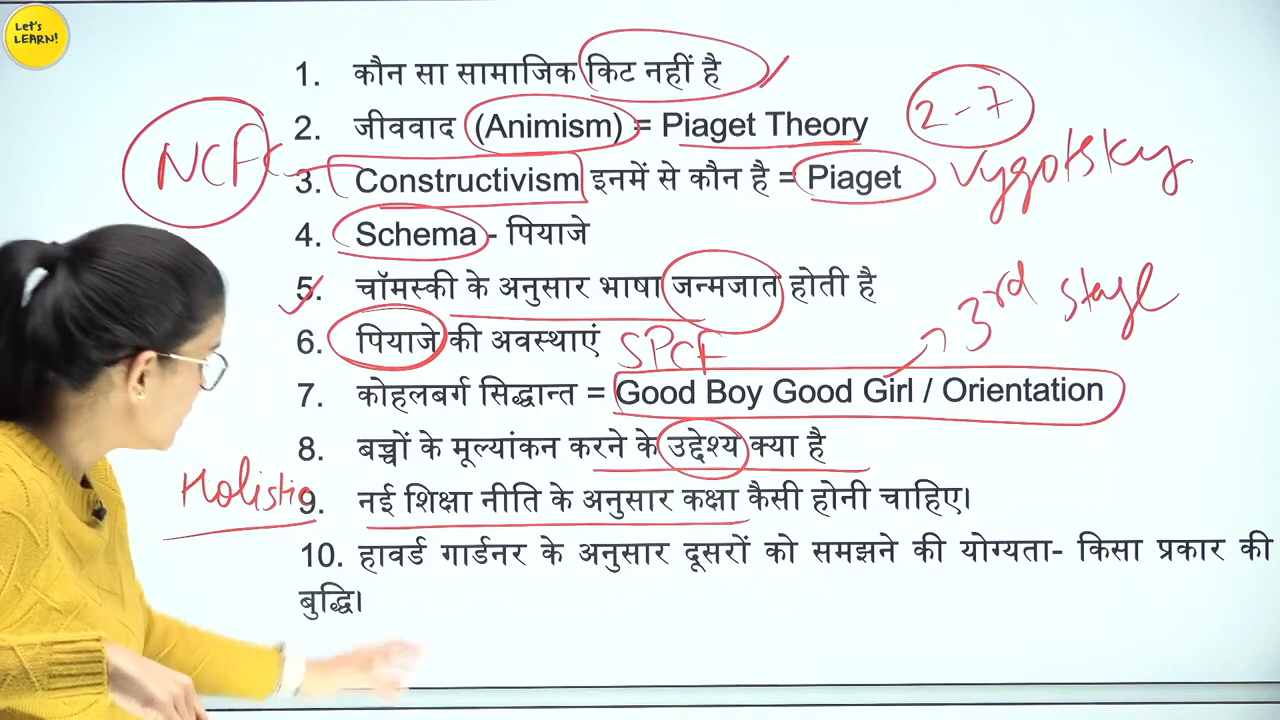 Let's
LEARN!
1. कौन सा सामाजिक किट नहीं है
2. जीववाद (Animism) = Piaget Theory 2-7
NCF
3. Constructivism इनमें से कौन है = Piaget Vygotsky
4. Schema - पियाजे
5. चॉमस्की के अनुसार भाषा जन्मजात होती है
3rd stage
6. पियाजे की अवस्थाएं SPCF
7. कोहलबर्ग सिद्धान्त = Good Boy Good Girl / Orientation
8. बच्चों के मूल्यांकन करने के उद्देश्य क्या है
Holistic
9. नई शिक्षा नीति के अनुसार कक्षा कैसी होनी चाहिए।
10. हावर्ड गार्डनर के अनुसार दूसरों को समझने की योग्यता- किसा प्रकार की
बुद्धि।